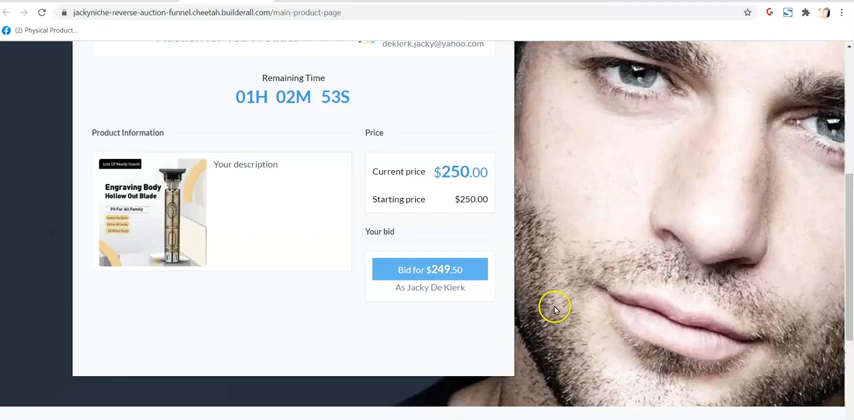 jackyniche-reverse-auction-funnel.cheetah.builderall.com/main-product-page
(2) Physical Product...
deklerk.jacky@yahoo.com
Remaining Time
01H 02M 53S
Product Information
Price
Lots Of Ready Goods
Engraving Body
Hollow Out Blade
Fit For All Family
Your description
Current price $250.00
Starting price $250.00
Your bid
Bid for $249.50
As Jacky De Klerk